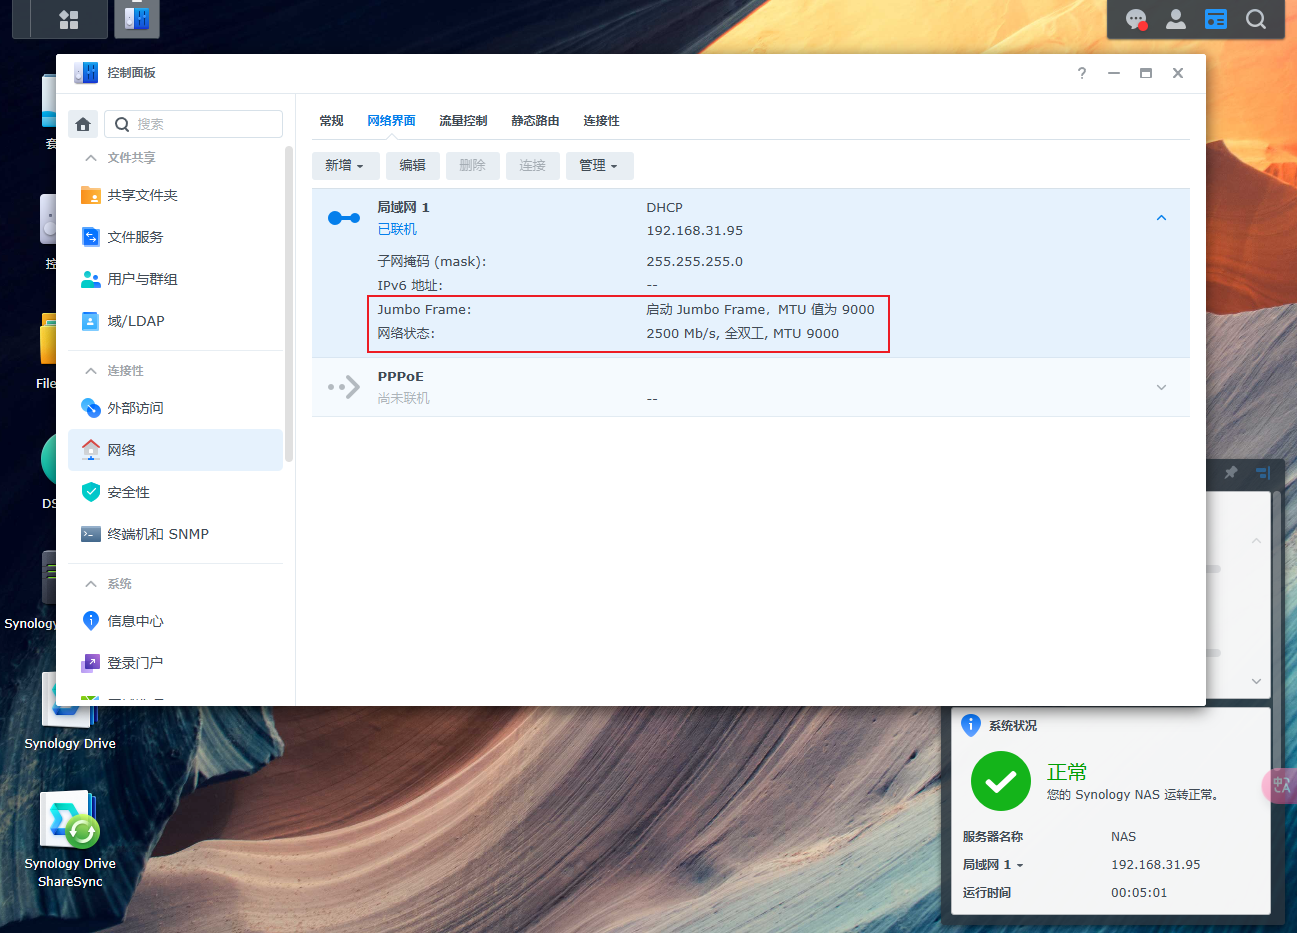 控制面板
搜索
文件共享
共享文件夹
文件服务
用户与群组
域/LDAP
连接性
外部访问
网络
安全性
终端机和 SNMP
系统
信息中心
登录门户
常规 网络界面 流量控制 静态路由 连接性
新增 编辑 删除 连接 管理
局域网 1 DHCP
已联机 192.168.31.95
子网掩码 (mask): 255.255.255.0
IPv6 地址: --
Jumbo Frame: 启动 Jumbo Frame，MTU 值为 9000
网络状态: 2500 Mb/s, 全双工, MTU 9000
PPPoE
尚未联机 --
套
控
File
DS
Synology
Synology Drive
Synology Drive
ShareSync
系统状况
正常
您的 Synology NAS 运转正常。
服务器名称 NAS
局域网 1 192.168.31.95
运行时间 00:05:01
中A